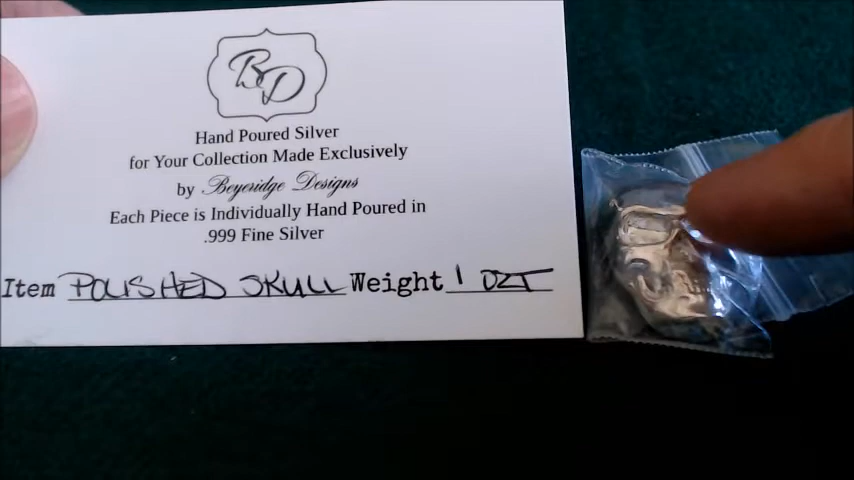 BD
Hand Poured Silver
for Your Collection Made Exclusively
by Beyeridge Designs
Each Piece is Individually Hand Poured in
.999 Fine Silver
Item POLISHED SKULL Weight 1 OZT